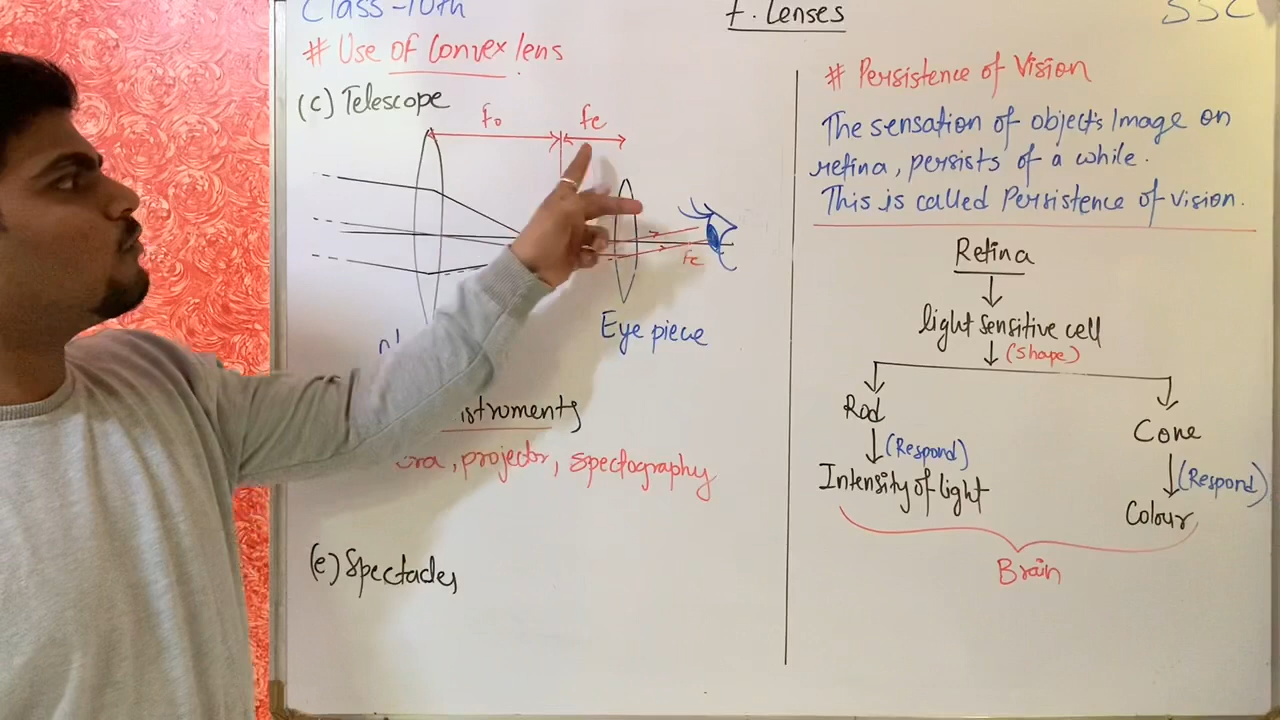 Class-10th
7. Lenses
SSC
# Use of Convex lens
(c) Telescope
fo
fe
fe
Eye piece
struments
projector, spectography
(e) Spectacles
# Persistence of Vision
The sensation of objects Image on
retina, persists of a while.
This is called Persistence of vision.
Retina
light sensitive cell
(Shape)
Rod
Cone
(Respond)
(Respond)
Intensity of light
Colour
Brain